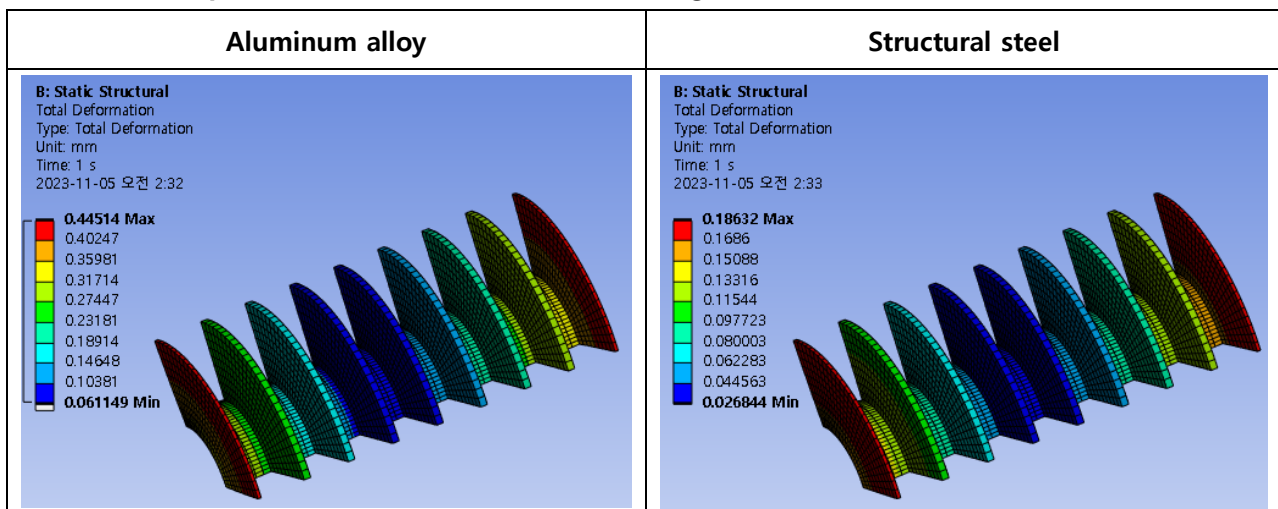 Aluminum alloy
Structural steel
B: Static Structural
Total Deformation
Type: Total Deformation
Unit: mm
Time: 1 s
2023-11-05 오전 2:32
0.44514 Max
0.40247
0.35981
0.31714
0.27447
0.23181
0.18914
0.14648
0.10381
0.061149 Min
B: Static Structural
Total Deformation
Type: Total Deformation
Unit: mm
Time: 1 s
2023-11-05 오전 2:33
0.18632 Max
0.1686
0.15088
0.13316
0.11544
0.097723
0.080003
0.062283
0.044563
0.026844 Min